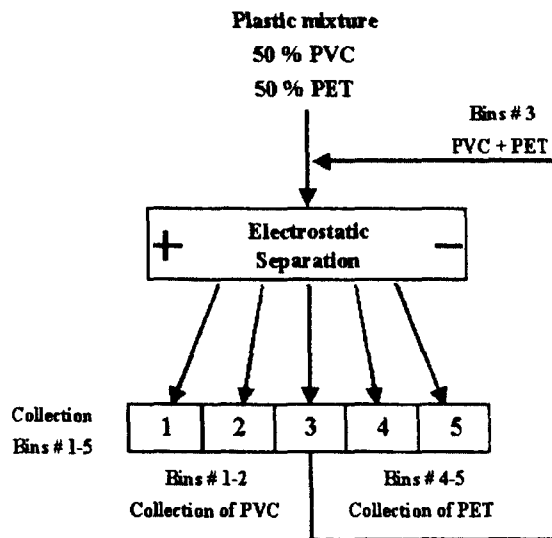 Plastic mixture
50 % PVC
50 % PET
Bins # 3
PVC + PET
+ Electrostatic −
Separation
Collection
Bins # 1-5
1 2 3 4 5
Bins # 1-2
Collection of PVC
Bins # 4-5
Collection of PET